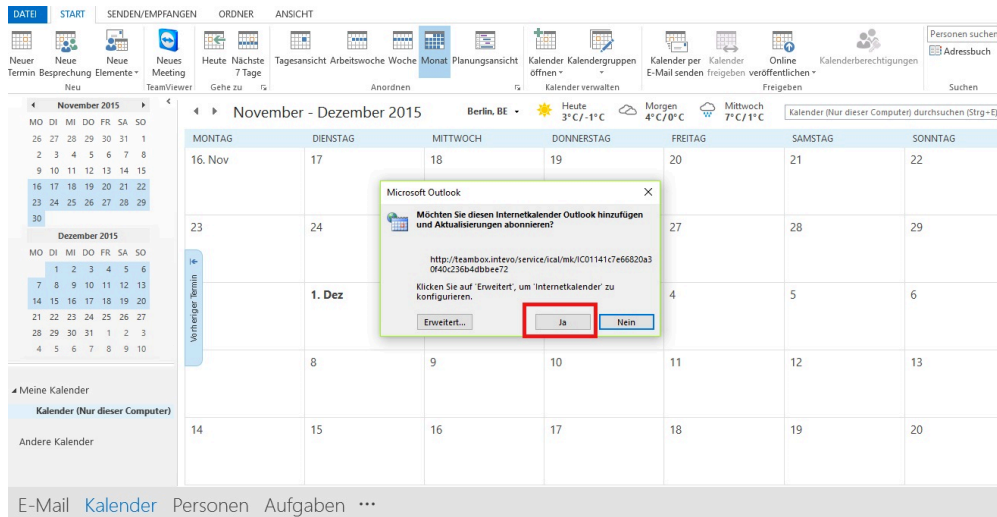 DATEI START SENDEN/EMPFANGEN ORDNER ANSICHT
Neuer Termin
Neue Besprechung
Neue Elemente
Neues Meeting
Heute
Nächste 7 Tage
Tagesansicht
Arbeitswoche
Woche
Monat
Planungsansicht
Kalender öffnen
Kalendergruppen
Kalender per E-Mail senden
Kalender freigeben
Online veröffentlichen
Kalenderberechtigungen
Personen suchen
Adressbuch
Neu TeamViewer Gehe zu Anordnen Kalender verwalten Freigeben Suchen
November 2015
MO DI MI DO FR SA SO
26 27 28 29 30 31 1
2 3 4 5 6 7 8
9 10 11 12 13 14 15
16 17 18 19 20 21 22
23 24 25 26 27 28 29
30
Dezember 2015
MO DI MI DO FR SA SO
1 2 3 4 5 6
7 8 9 10 11 12 13
14 15 16 17 18 19 20
21 22 23 24 25 26 27
28 29 30 31 1 2 3
4 5 6 7 8 9 10
Meine Kalender
Kalender (Nur dieser Computer)
Andere Kalender
November - Dezember 2015
Berlin, BE
Heute
3°C/-1°C
Morgen
4°C/0°C
Mittwoch
7°C/1°C
Kalender (Nur dieser Computer) durchsuchen (Strg+E)
MONTAG DIENSTAG MITTWOCH DONNERSTAG FREITAG SAMSTAG SONNTAG
16. Nov 17 18 19 20 21 22
23 24 27 28 29
1. Dez 4 5 6
8 9 10 11 12 13
14 15 16 17 18 19 20
Vorheriger Termin
Microsoft Outlook
Möchten Sie diesen Internetkalender Outlook hinzufügen
und Aktualisierungen abonnieren?
http://teambox.intevo/service/ical/mk/IC01141c7e66820a3
0f40c236b4dbbee72
Klicken Sie auf 'Erweitert', um 'Internetkalender' zu
konfigurieren.
Erweitert... Ja Nein
E-Mail Kalender Personen Aufgaben ···